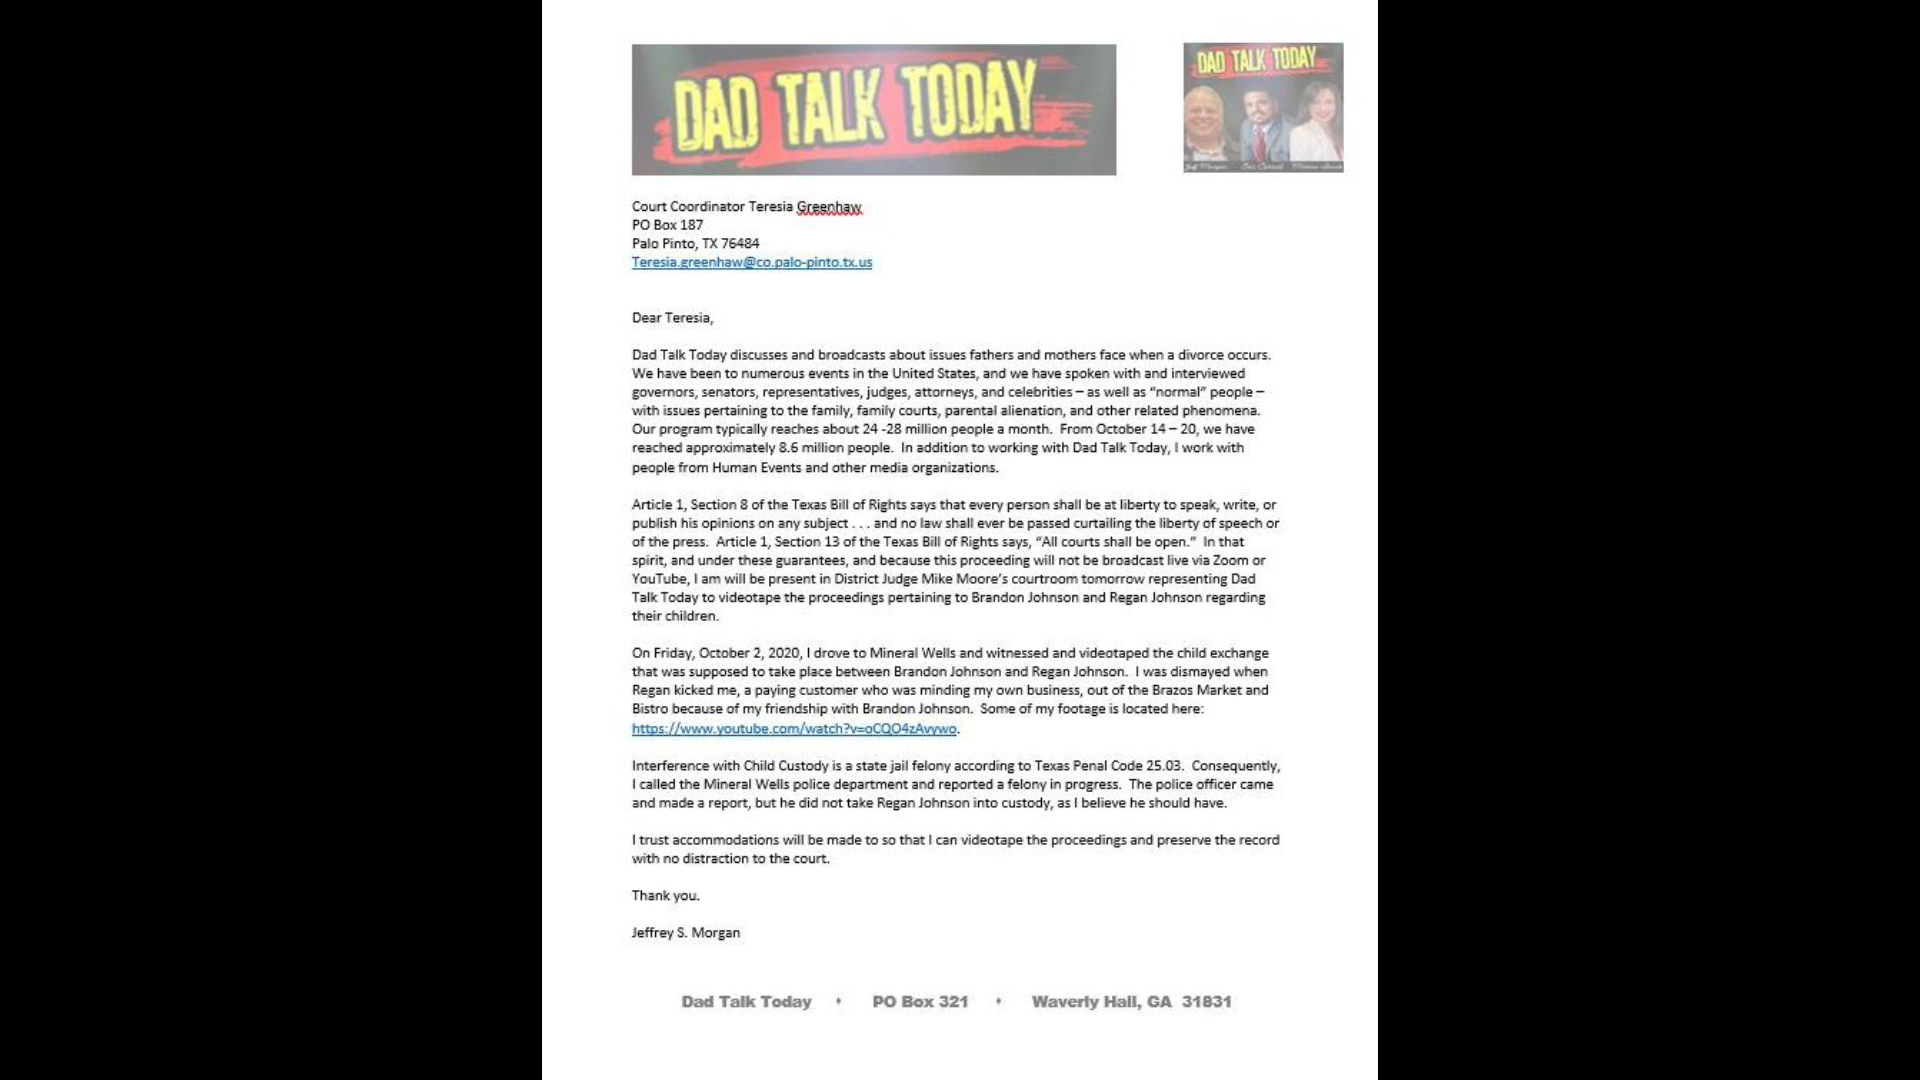 DAD TALK TODAY
DAD TALK TODAY
Jeff Morgan
Court Coordinator Teresia Greenhaw
PO Box 187
Palo Pinto, TX 76484
Teresia.greenhaw@co.palo-pinto.tx.us
Dear Teresia,
Dad Talk Today discusses and broadcasts about issues fathers and mothers face when a divorce occurs.
We have been to numerous events in the United States, and we have spoken with and interviewed
governors, senators, representatives, judges, attorneys, and celebrities – as well as “normal” people –
with issues pertaining to the family, family courts, parental alienation, and other related phenomena.
Our program typically reaches about 24 -28 million people a month. From October 14 – 20, we have
reached approximately 8.6 million people. In addition to working with Dad Talk Today, I work with
people from Human Events and other media organizations.
Article 1, Section 8 of the Texas Bill of Rights says that every person shall be at liberty to speak, write, or
publish his opinions on any subject . . . and no law shall ever be passed curtailing the liberty of speech or
of the press. Article 1, Section 13 of the Texas Bill of Rights says, “All courts shall be open.” In that
spirit, and under these guarantees, and because this proceeding will not be broadcast live via Zoom or
YouTube, I am will be present in District Judge Mike Moore’s courtroom tomorrow representing Dad
Talk Today to videotape the proceedings pertaining to Brandon Johnson and Regan Johnson regarding
their children.
On Friday, October 2, 2020, I drove to Mineral Wells and witnessed and videotaped the child exchange
that was supposed to take place between Brandon Johnson and Regan Johnson. I was dismayed when
Regan kicked me, a paying customer who was minding my own business, out of the Brazos Market and
Bistro because of my friendship with Brandon Johnson. Some of my footage is located here:
https://www.youtube.com/watch?v=oCQO4zAvywo.
Interference with Child Custody is a state jail felony according to Texas Penal Code 25.03. Consequently,
I called the Mineral Wells police department and reported a felony in progress. The police officer came
and made a report, but he did not take Regan Johnson into custody, as I believe he should have.
I trust accommodations will be made to so that I can videotape the proceedings and preserve the record
with no distraction to the court.
Thank you.
Jeffrey S. Morgan
Dad Talk Today ♦ PO Box 321 ♦ Waverly Hall, GA 31831